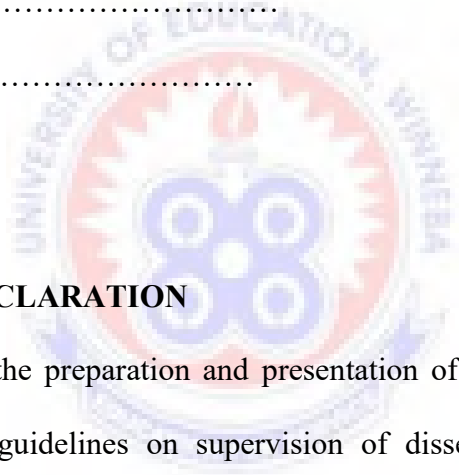 ……………………………
UNIVERSITY OF EDUCATION, WINNEBA
……………………………
CLARATION
the preparation and presentation of
guidelines on supervision of disse